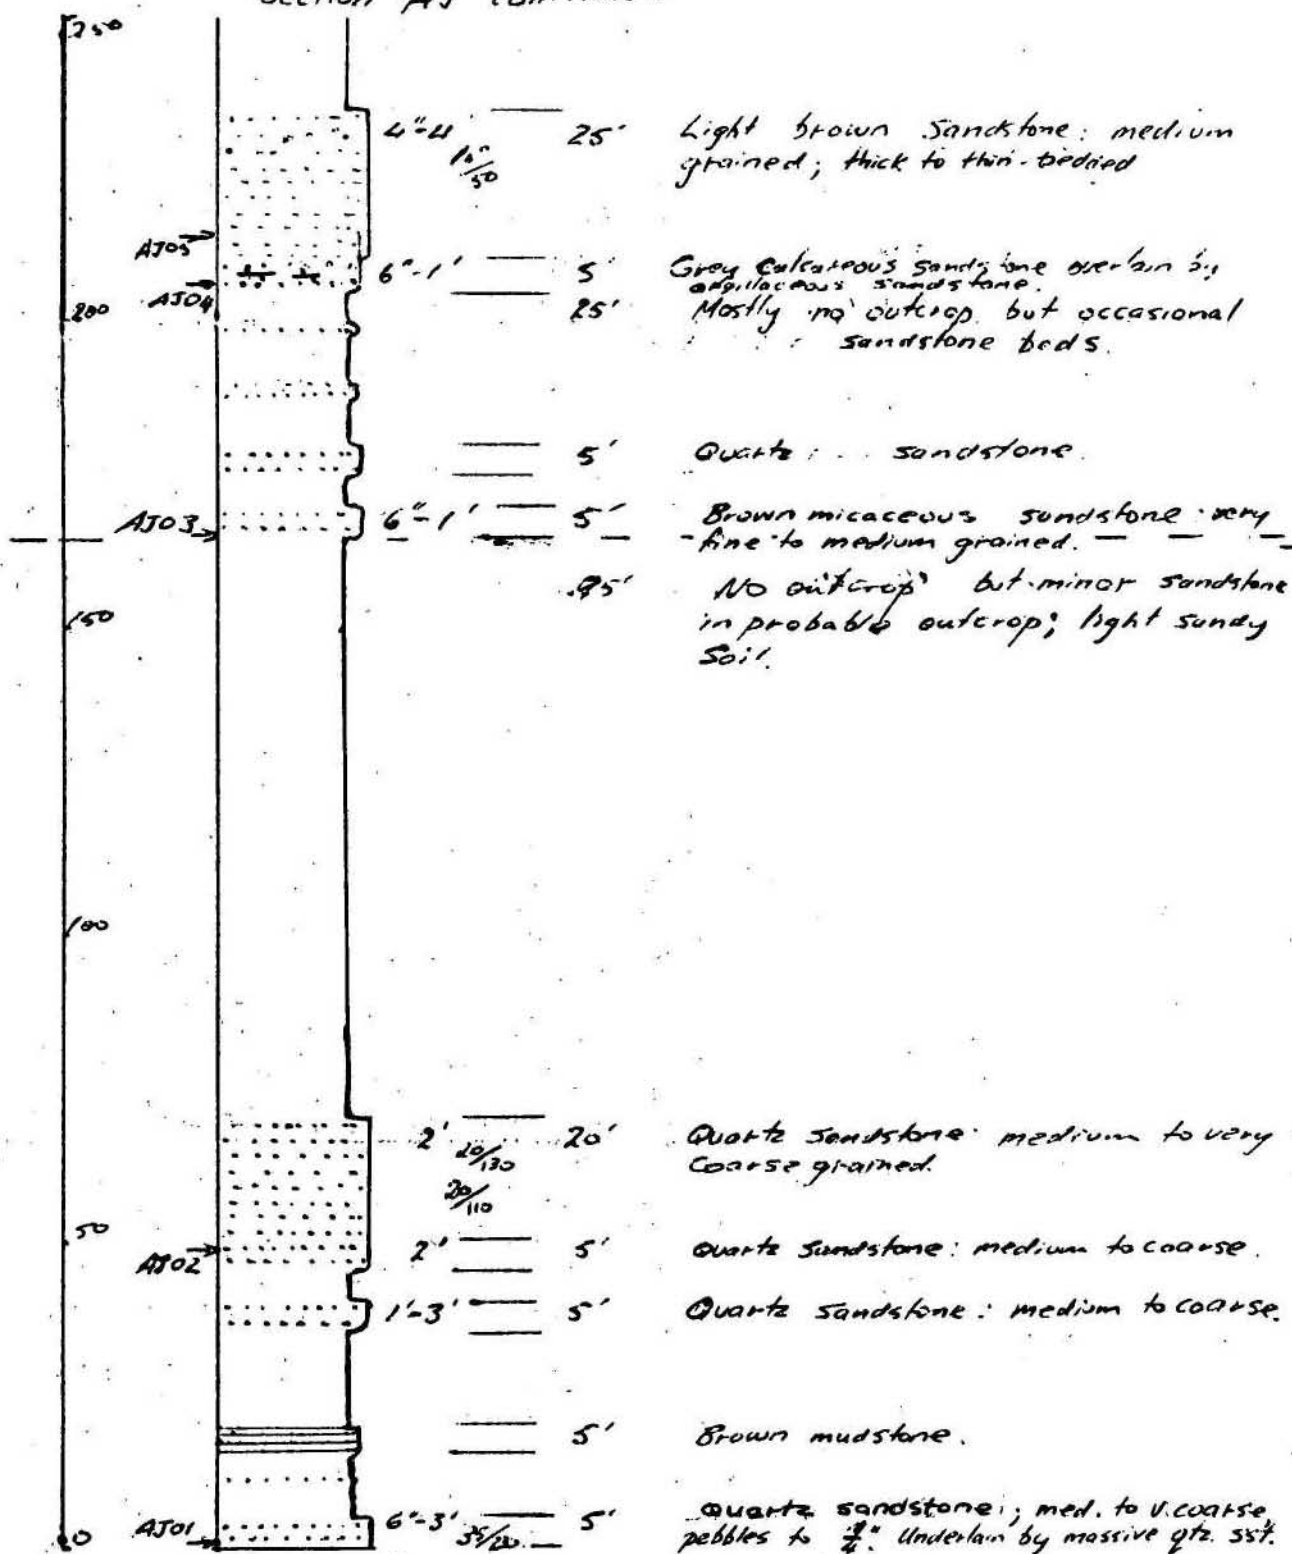 Section AJ
250
4"-4 25' Light brown sandstone: medium
/50 grained; thick to thin-bedded
AJ05
6"-1' 5' Grey calcareous sandstone overlain by
AJ04 argillaceous sandstone.
200 25' Mostly no outcrop but occasional
sandstone beds.
5' Quartz sandstone.
AJ03 6"-1' 5' Brown micaceous sandstone: very
fine to medium grained.
95' No outcrop but minor sandstone
150 in probable outcrop; light sandy
soil.
100
2' 20/130 20' Quartz sandstone: medium to very
coarse grained.
20/110
50 2' 5' Quartz sandstone: medium to coarse.
AJ02
1'-3' 5' Quartz sandstone: medium to coarse.
5' Brown mudstone.
0 AJ01 6"-3' 5' Quartz sandstone; med. to v. coarse,
pebbles to Underlain by massive qtz. sst.